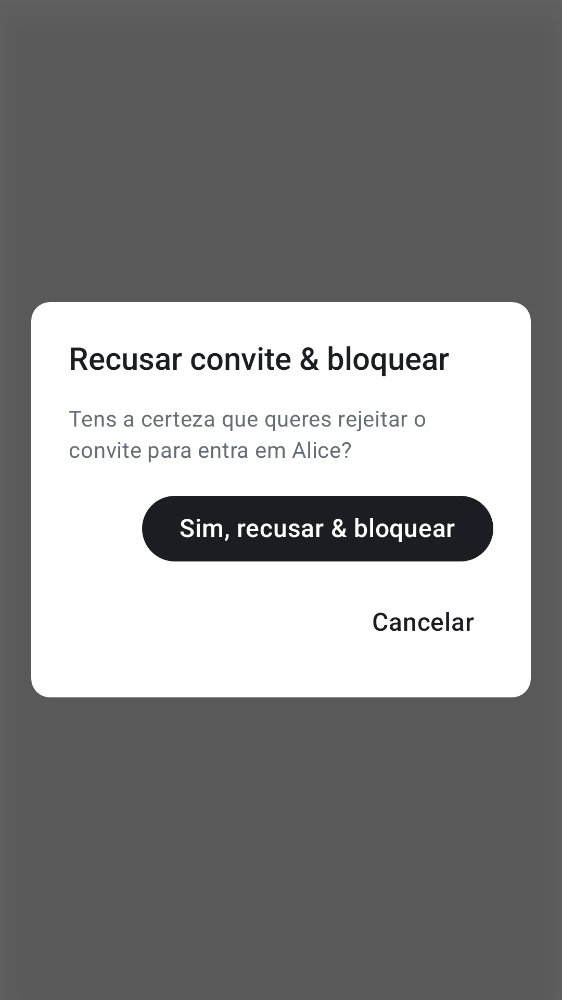 Recusar convite & bloquear
Tens a certeza que queres rejeitar o
convite para entra em Alice?
Sim, recusar & bloquear
Cancelar